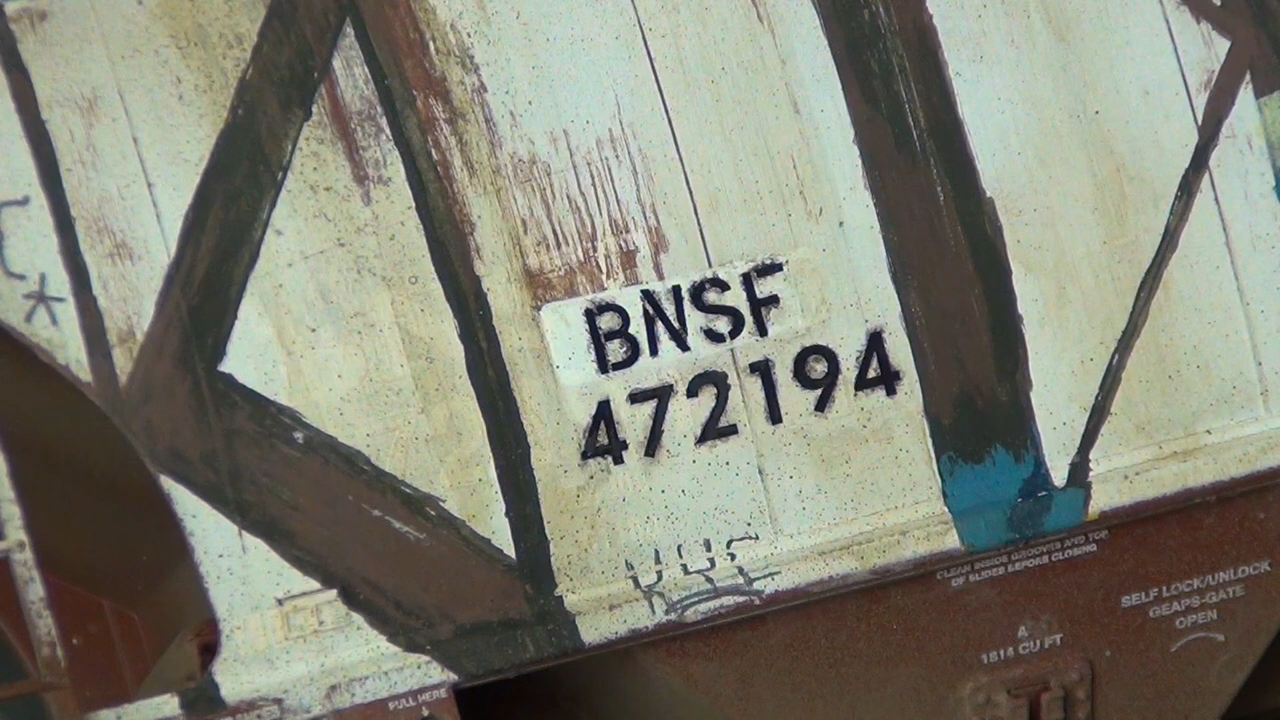 BNSF
472194
CLEAN INSIDE GROOVES AND TOP
OF SLIDES BEFORE CLOSING
SELF LOCK/UNLOCK
GEAPS-GATE
OPEN
A
1814 CU FT
PULL HERE